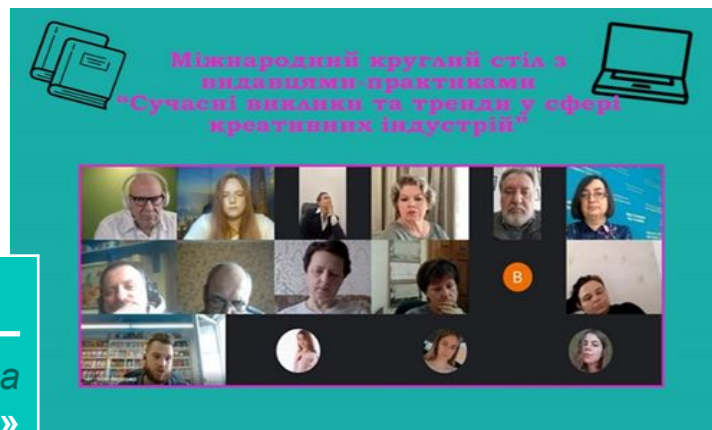 Міжнародний круглий стіл з
видавцями-практиками
“Сучасні виклики та тренди у сфері
креативних індустрій”
В
а
»